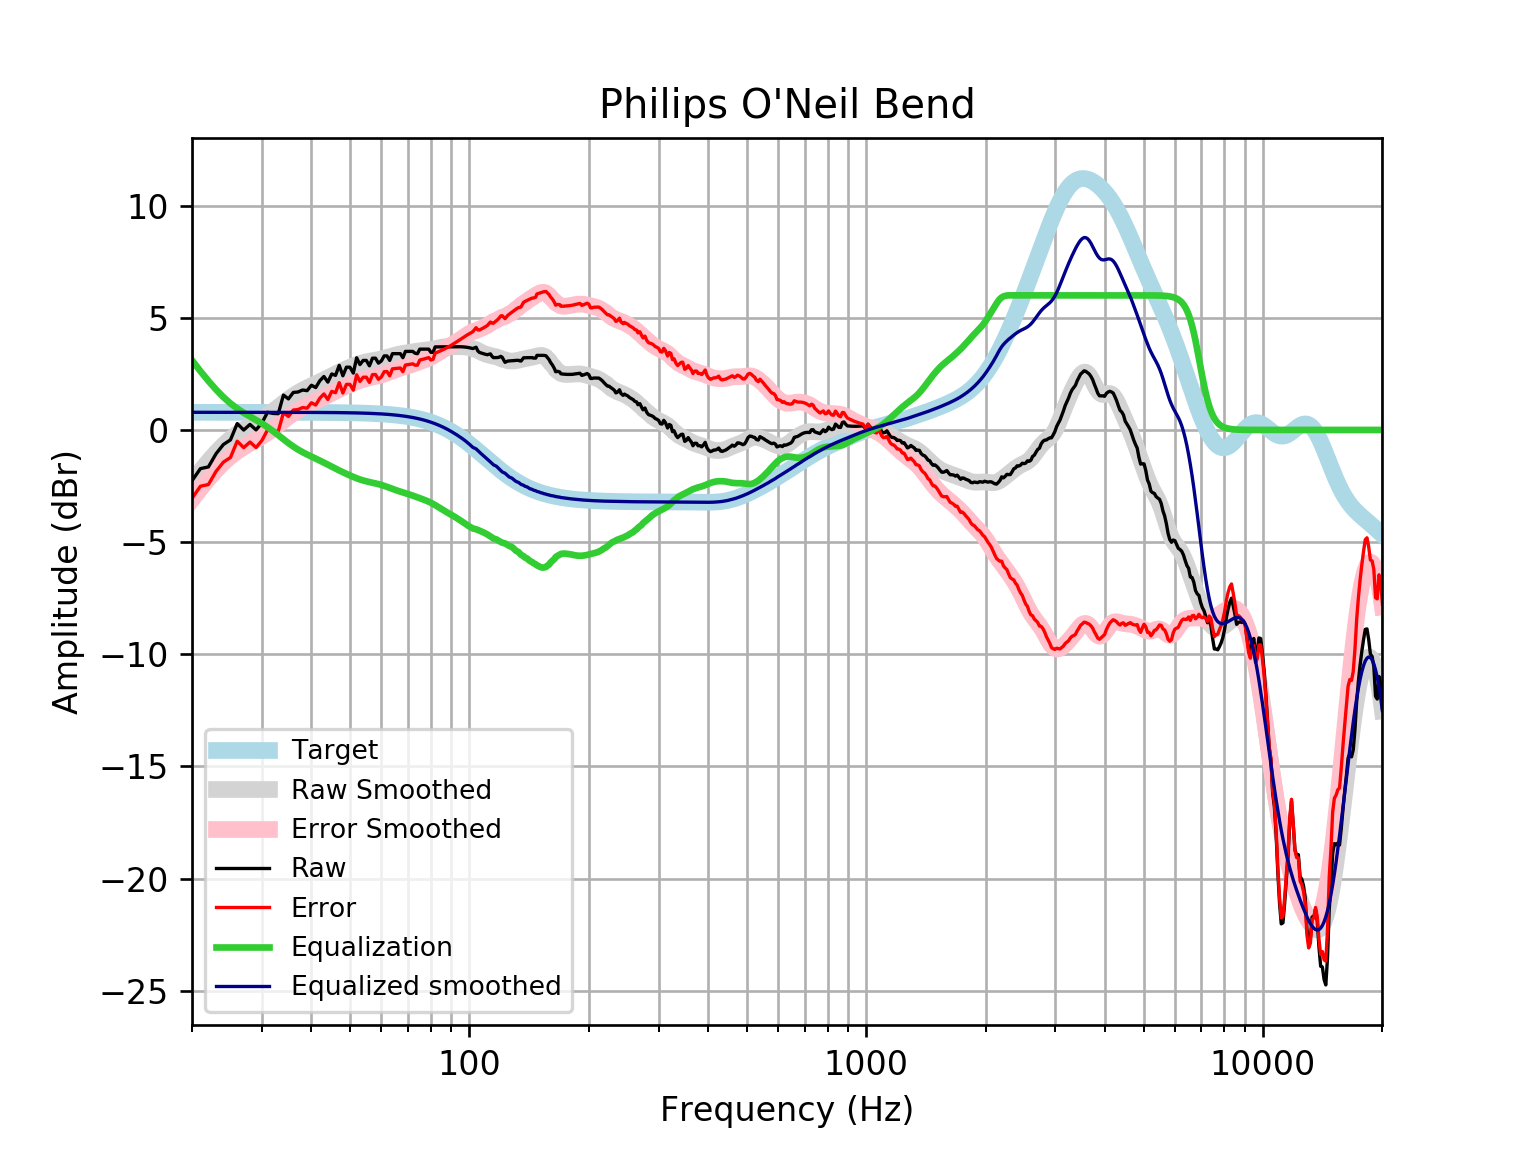 Philips O'Neil Bend
10
5
0
−5
−10
−15
−20
−25
Amplitude (dBr)
Target
Raw Smoothed
Error Smoothed
Raw
Error
Equalization
Equalized smoothed
100
1000
10000
Frequency (Hz)